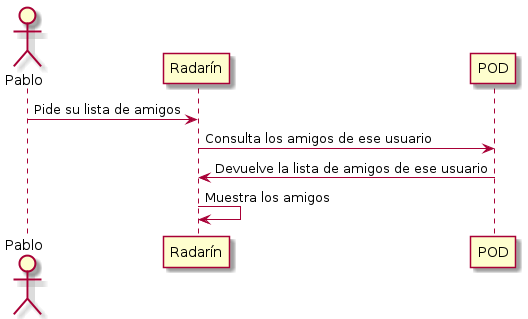 Pablo
Radarín
POD
Pide su lista de amigos
Consulta los amigos de ese usuario
Devuelve la lista de amigos de ese usuario
Muestra los amigos
Pablo
Radarín
POD